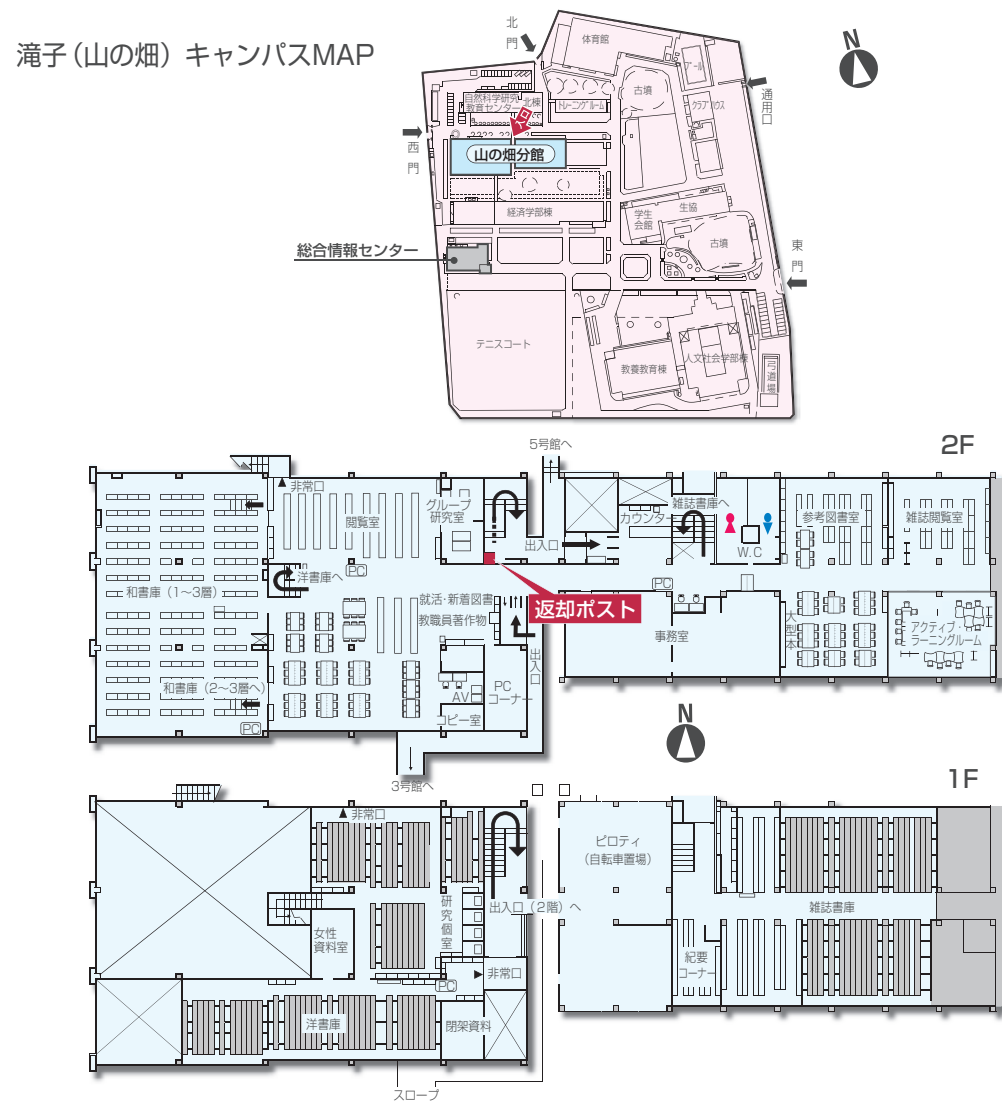 滝子(山の畑)キャンパスMAP
北
門
体育館
プール
N
古墳
通用口
自然科学研究
教育センター
北棟
トレーニングルーム
クラブハウス
入口
西
門
山の畑分館
経済学部棟
学生
会館
生協
古墳
東
門
総合情報センター
テニスコート
教養教育棟
人文社会学部棟
弓道場
2F
5号館へ
非常口
閲覧室
グループ
研究室
出入口
カウンター
雑誌書庫へ
W.C
参考図書室
雑誌閲覧室
洋書庫へ
PC
和書庫(1~3層)
就活・新着図書
教職員著作物
返却ポスト
PC
事務室
大型本
アクティブ・
ラーニングルーム
出入口
和書庫(2~3層へ)
PC
AV
PC
コーナー
コピー室
3号館へ
N
1F
非常口
ピロティ
(自転車置場)
研究個室
出入口(2階)へ
雑誌書庫
女性
資料室
紀要
コーナー
非常口
PC
洋書庫
閉架資料
スロープ